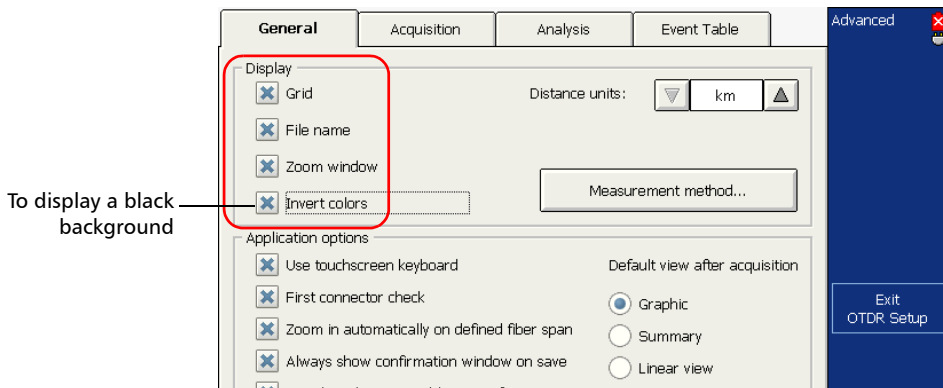 General
Acquisition
Analysis
Event Table
Advanced
Display
Grid
Distance units:
km
File name
Zoom window
Invert colors
Measurement method...
To display a black
background
Application options
Use touchscreen keyboard
Default view after acquisition
First connector check
Graphic
Zoom in automatically on defined fiber span
Summary
Always show confirmation window on save
Linear view
Exit
OTDR Setup